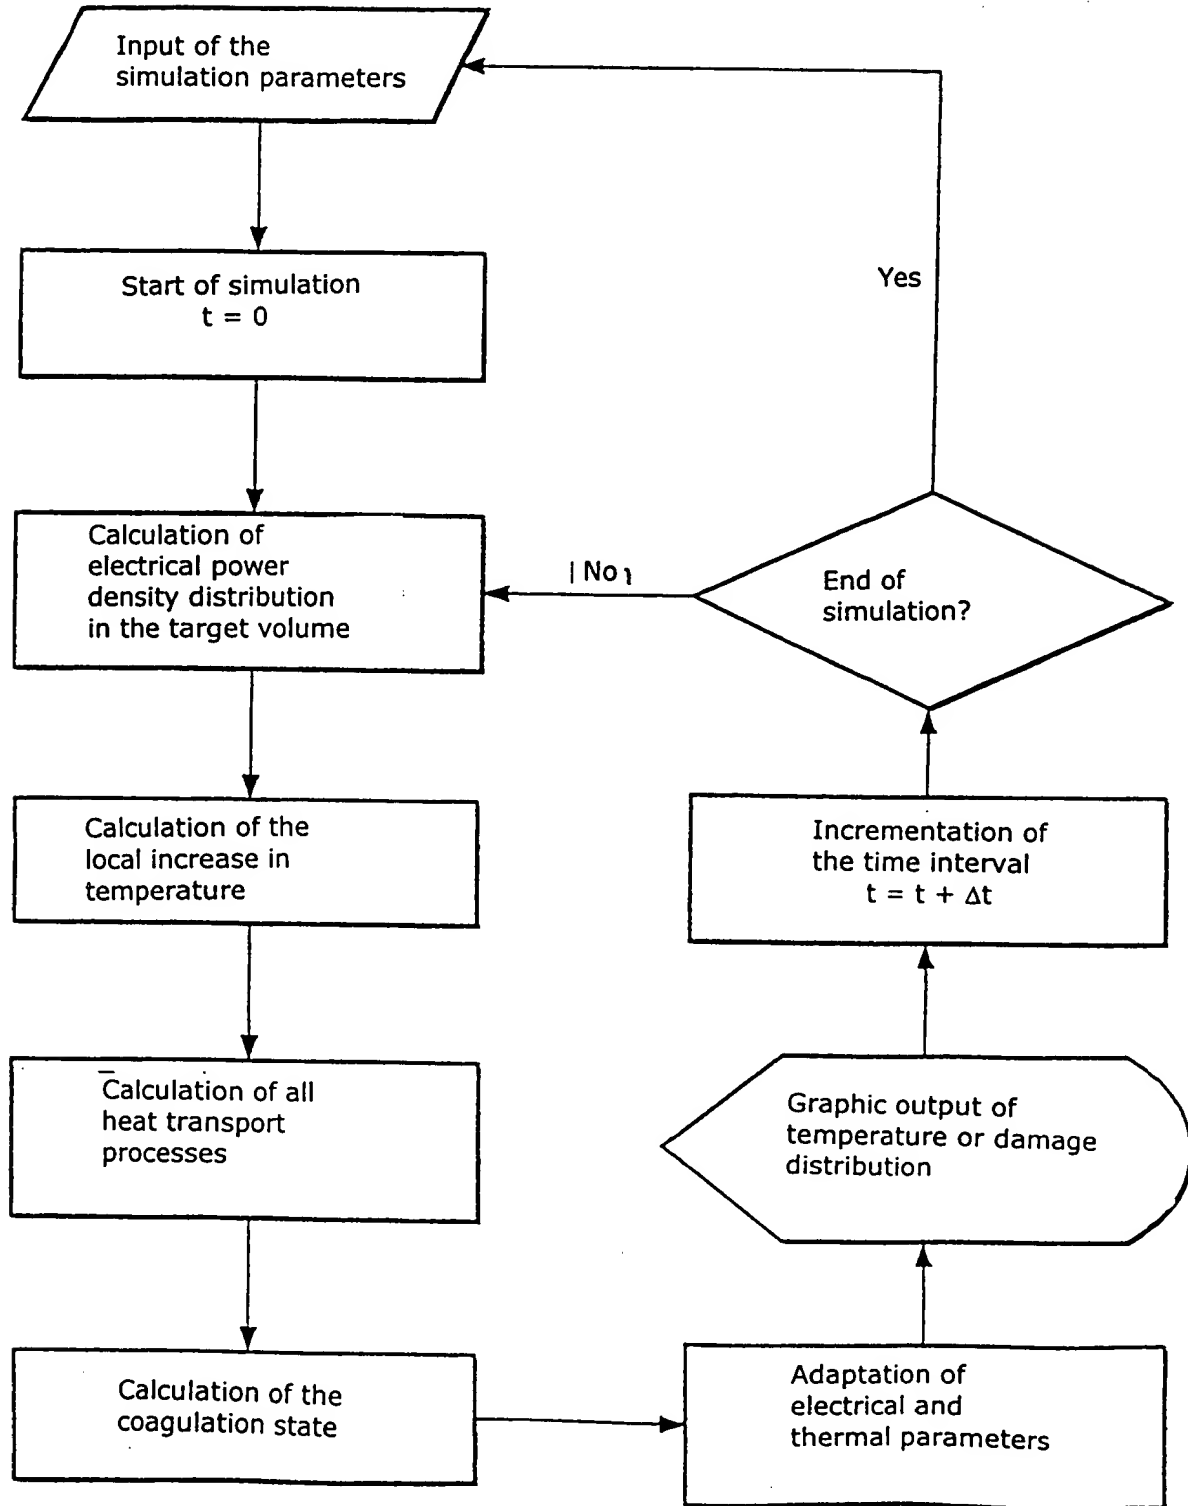 Input of the
simulation parameters
Start of simulation
t = 0
Calculation of
electrical power
density distribution
in the target volume
Calculation of the
local increase in
temperature
Calculation of all
heat transport
processes
Calculation of the
coagulation state
Adaptation of
electrical and
thermal parameters
Graphic output of
temperature or damage
distribution
Incrementation of
the time interval
t = t + Δt
End of
simulation?
No
Yes